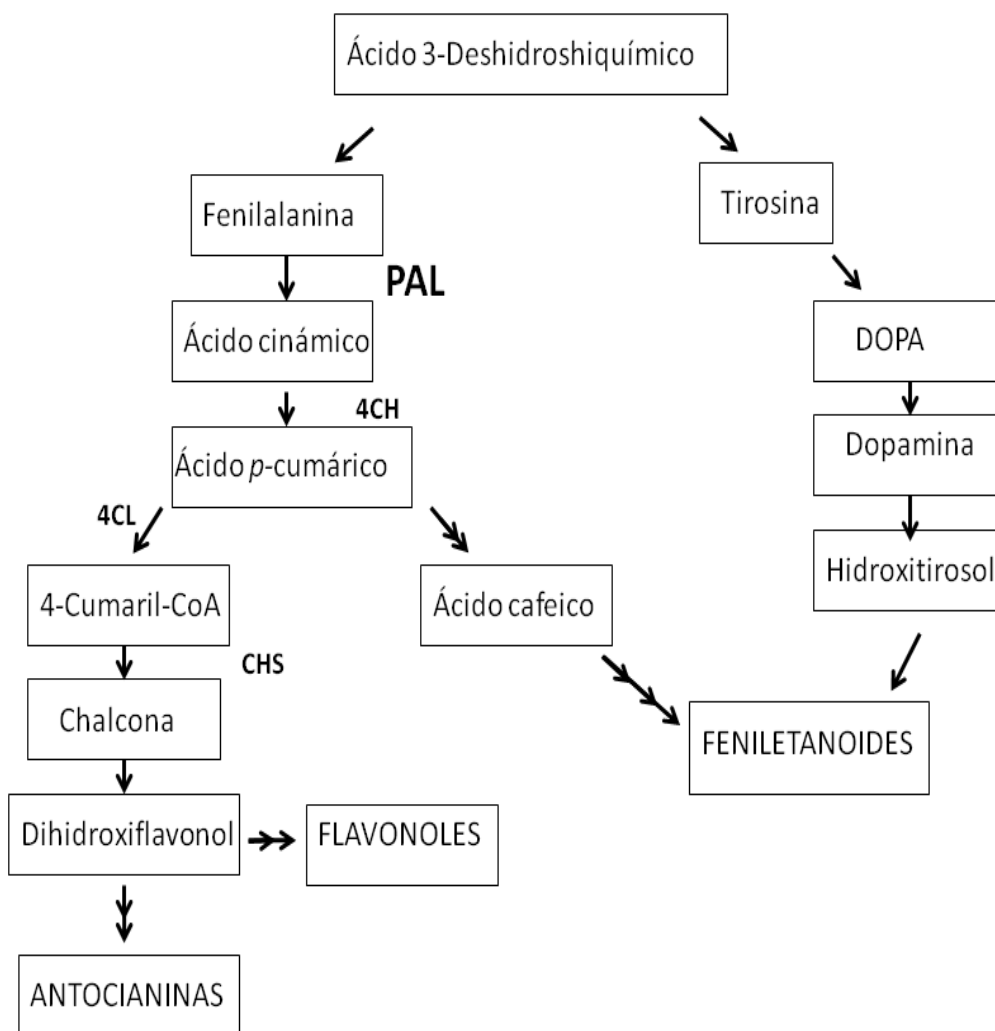 Ácido 3-Deshidroshiquímico
Fenilalanina
Tirosina
PAL
Ácido cinámico
DOPA
4CH
Ácido p-cumárico
Dopamina
4CL
Hidroxitirosol
4-Cumaril-CoA
Ácido cafeico
CHS
Chalcona
FENILETANOIDES
Dihidroxiflavonol
FLAVONOLES
ANTOCIANINAS